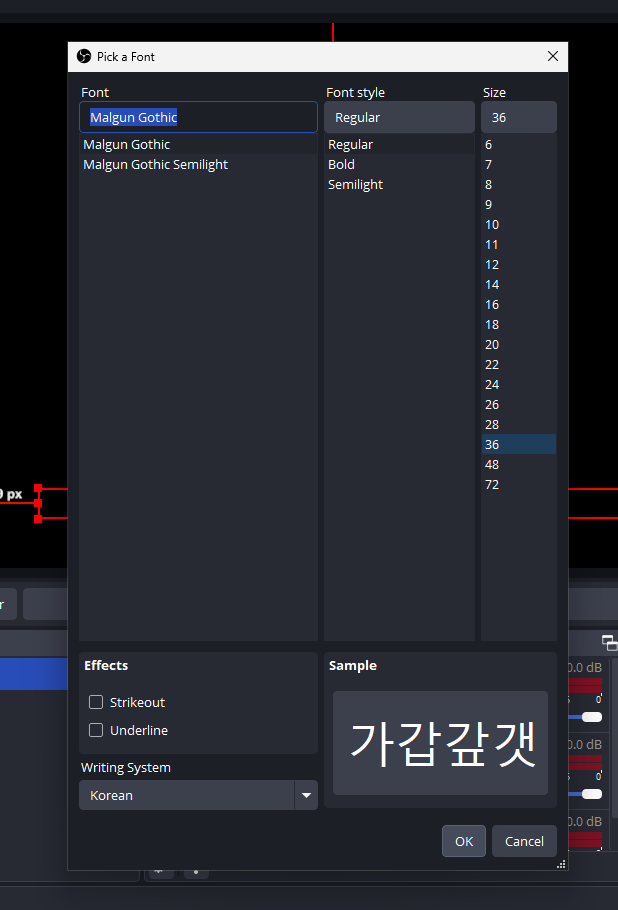 Pick a Font
Font
Font style
Size
Malgun Gothic
Regular
36
Malgun Gothic
Malgun Gothic Semilight
Regular
Bold
Semilight
6
7
8
9
10
11
12
14
16
18
20
22
24
26
28
36
48
72
px
Effects
Strikeout
Underline
Writing System
Korean
Sample
가갑갚갯
OK
Cancel
0.0 dB
0
0.0 dB
0
0.0 dB